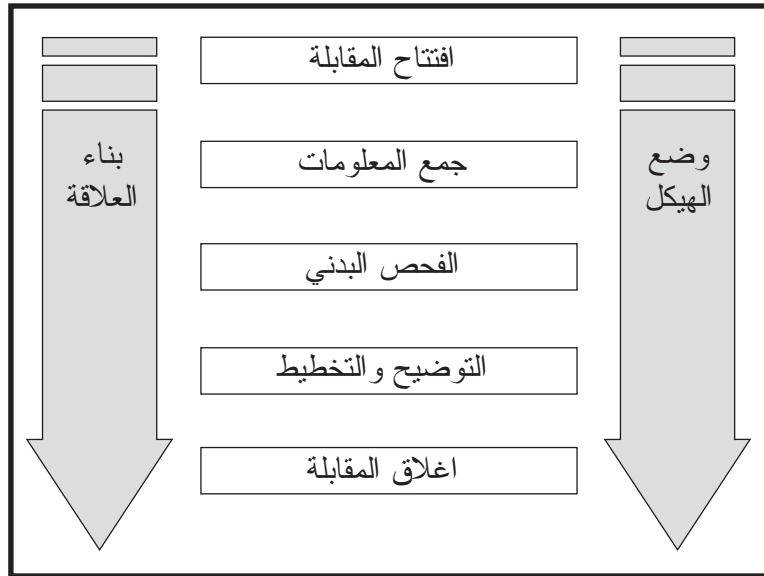 افتتاح المقابلة
وضع
الهيكل
جمع المعلومات
بناء
العلاقة
الفحص البدني
التوضيح والتخطيط
اغلاق المقابلة